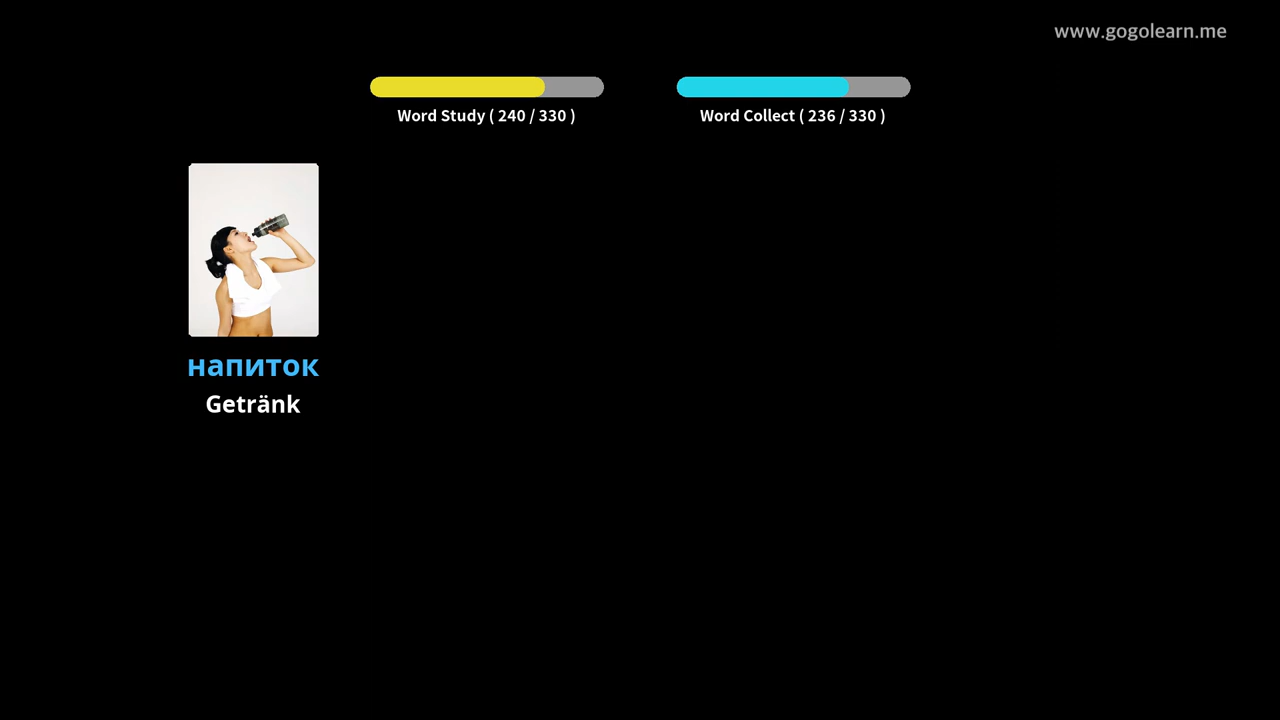 www.gogolearn.me
Word Study ( 240 / 330 )
Word Collect ( 236 / 330 )
напиток
Getränk